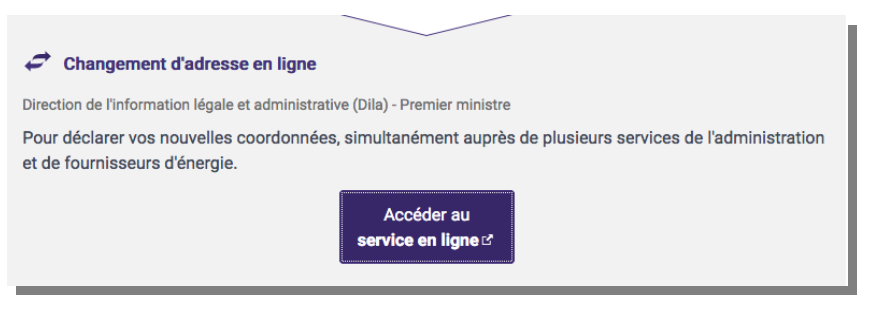 Changement d'adresse en ligne
Direction de l'information légale et administrative (Dila) - Premier ministre
Pour déclarer vos nouvelles coordonnées, simultanément auprès de plusieurs services de l'administration
et de fournisseurs d'énergie.
Accéder au
service en ligne